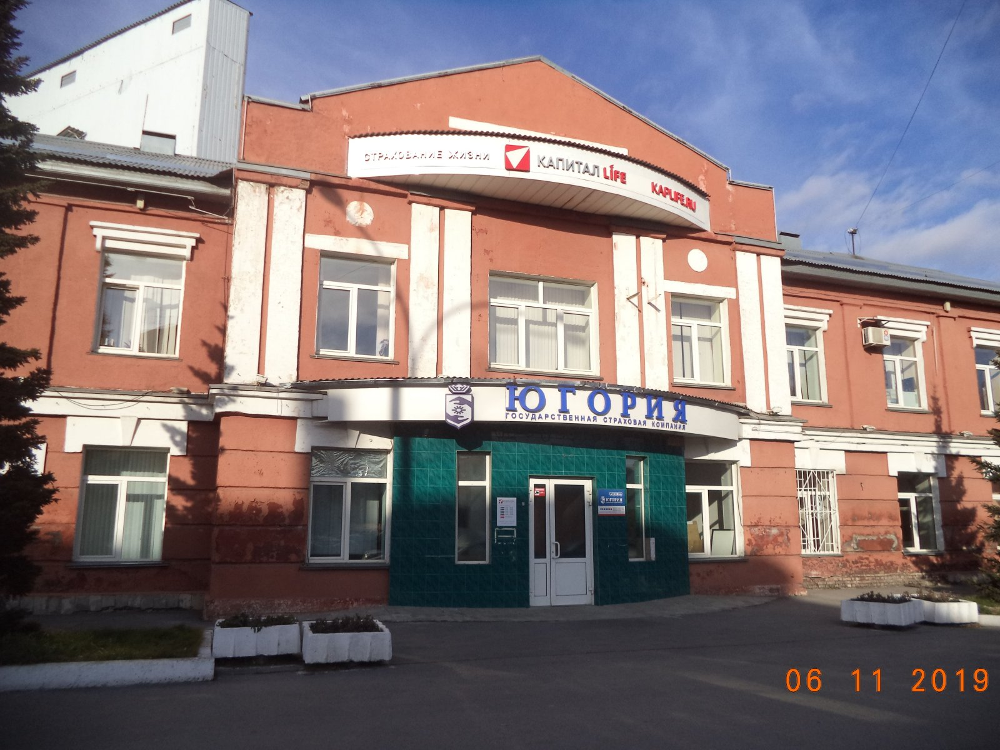 СТРАХОВАНИЕ ЖИЗНИ КАПИТАЛ LIFE KAPLIFE.RU
ЮГОРИЯ
ГОСУДАРСТВЕННАЯ СТРАХОВАЯ КОМПАНИЯ
ЮГОРИЯ
06 11 2019